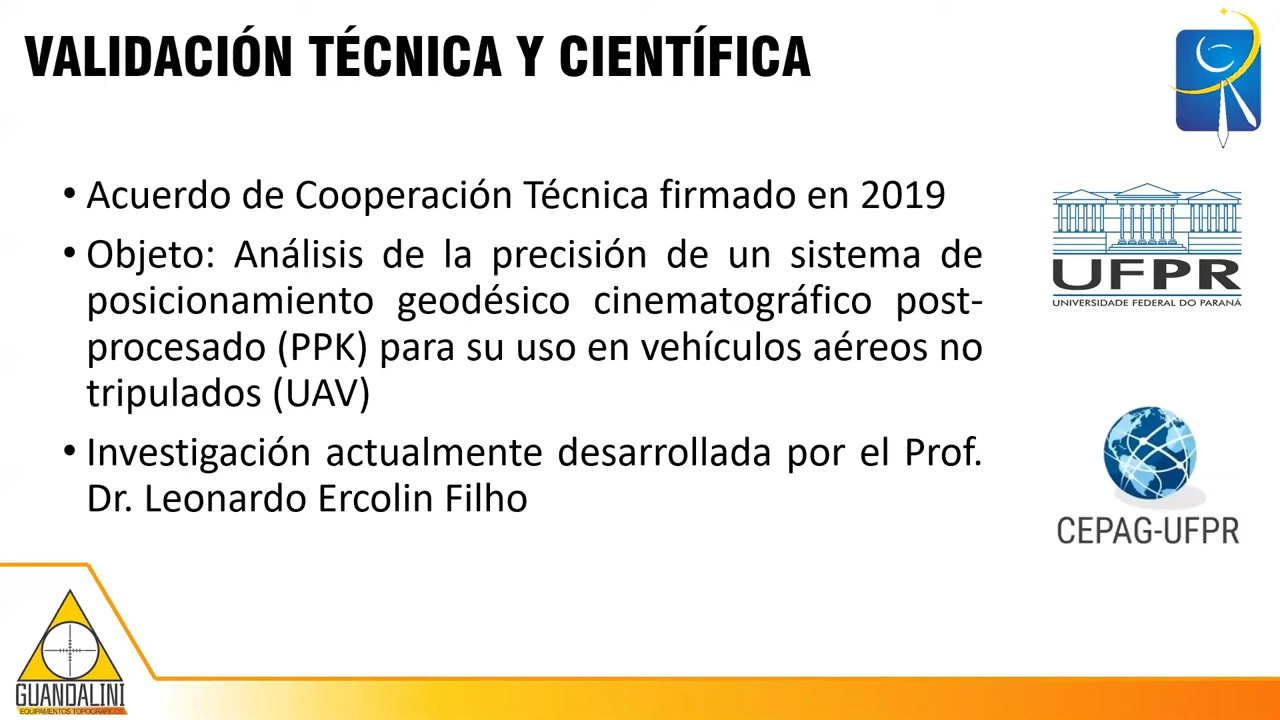 VALIDACIÓN TÉCNICA Y CIENTÍFICA
• Acuerdo de Cooperación Técnica firmado en 2019
• Objeto: Análisis de la precisión de un sistema de
posicionamiento geodésico cinematográfico post-
procesado (PPK) para su uso en vehículos aéreos no
tripulados (UAV)
• Investigación actualmente desarrollada por el Prof.
Dr. Leonardo Ercolin Filho
UFPR
UNIVERSIDADE FEDERAL DO PARANÁ
CEPAG-UFPR
GUANDALINI
EQUIPAMENTOS TOPOGRÁFICOS